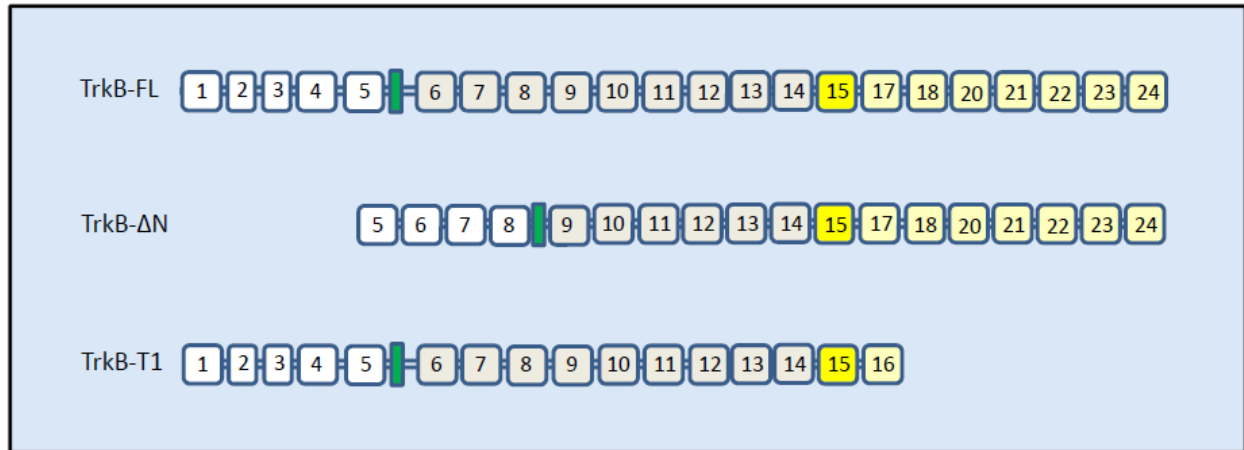 TrkB-FL 1 2 3 4 5 6 7 8 9 10 11 12 13 14 15 17 18 20 21 22 23 24
TrkB-ΔN 5 6 7 8 9 10 11 12 13 14 15 17 18 20 21 22 23 24
TrkB-T1 1 2 3 4 5 6 7 8 9 10 11 12 13 14 15 16